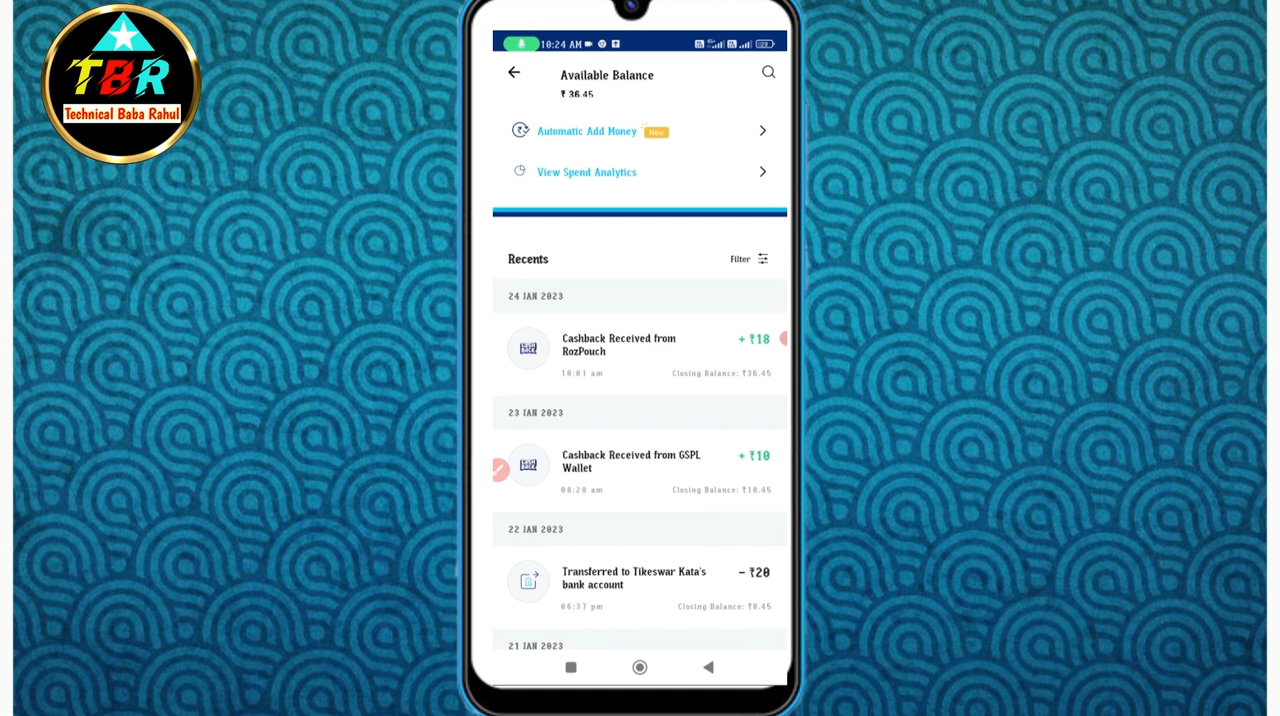 TBR
Technical Baba Rahul
10:24 AM
Available Balance
₹ 36.45
Automatic Add Money New
View Spend Analytics
Recents
Filter
24 JAN 2023
Cashback Received from
RozPouch
+ ₹18
10:01 am
Closing Balance: ₹36.45
23 JAN 2023
Cashback Received from GSPL
Wallet
+ ₹10
08:20 am
Closing Balance: ₹18.45
22 JAN 2023
Transferred to Tikeswar Kata's
bank account
- ₹20
06:37 pm
Closing Balance: ₹8.45
21 JAN 2023